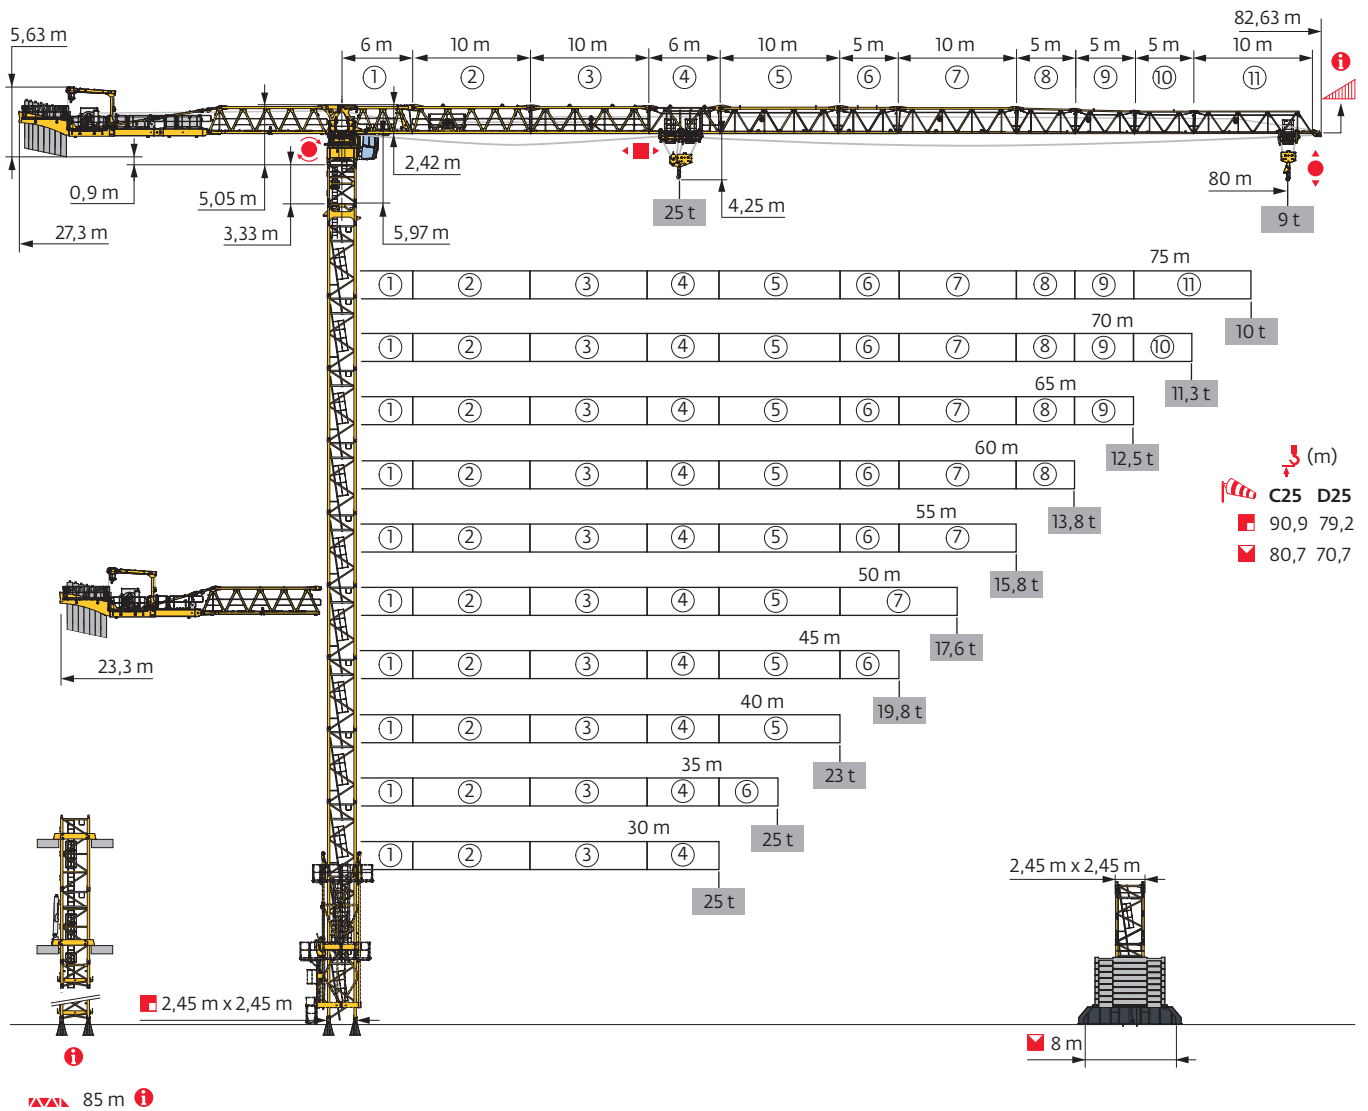 82,63 m
5,63 m
6 m 10 m 10 m 6 m 10 m 5 m 10 m 5 m 5 m 5 m 10 m
1 2 3 4 5 6 7 8 9 10 11
i
2,42 m
0,9 m
5,05 m
80 m
25 t
4,25 m
9 t
27,3 m
3,33 m
5,97 m
75 m
1 2 3 4 5 6 7 8 9 11
10 t
70 m
1 2 3 4 5 6 7 8 9 10
11,3 t
65 m
1 2 3 4 5 6 7 8 9
12,5 t
60 m
1 2 3 4 5 6 7 8
13,8 t
(m)
C25 D25
90,9 79,2
80,7 70,7
55 m
1 2 3 4 5 6 7
15,8 t
50 m
1 2 3 4 5 7
17,6 t
23,3 m
45 m
1 2 3 4 5 6
19,8 t
40 m
1 2 3 4 5
23 t
35 m
1 2 3 4 6
25 t
30 m
1 2 3 4
25 t
2,45 m x 2,45 m
2,45 m x 2,45 m
8 m
i
85 m i